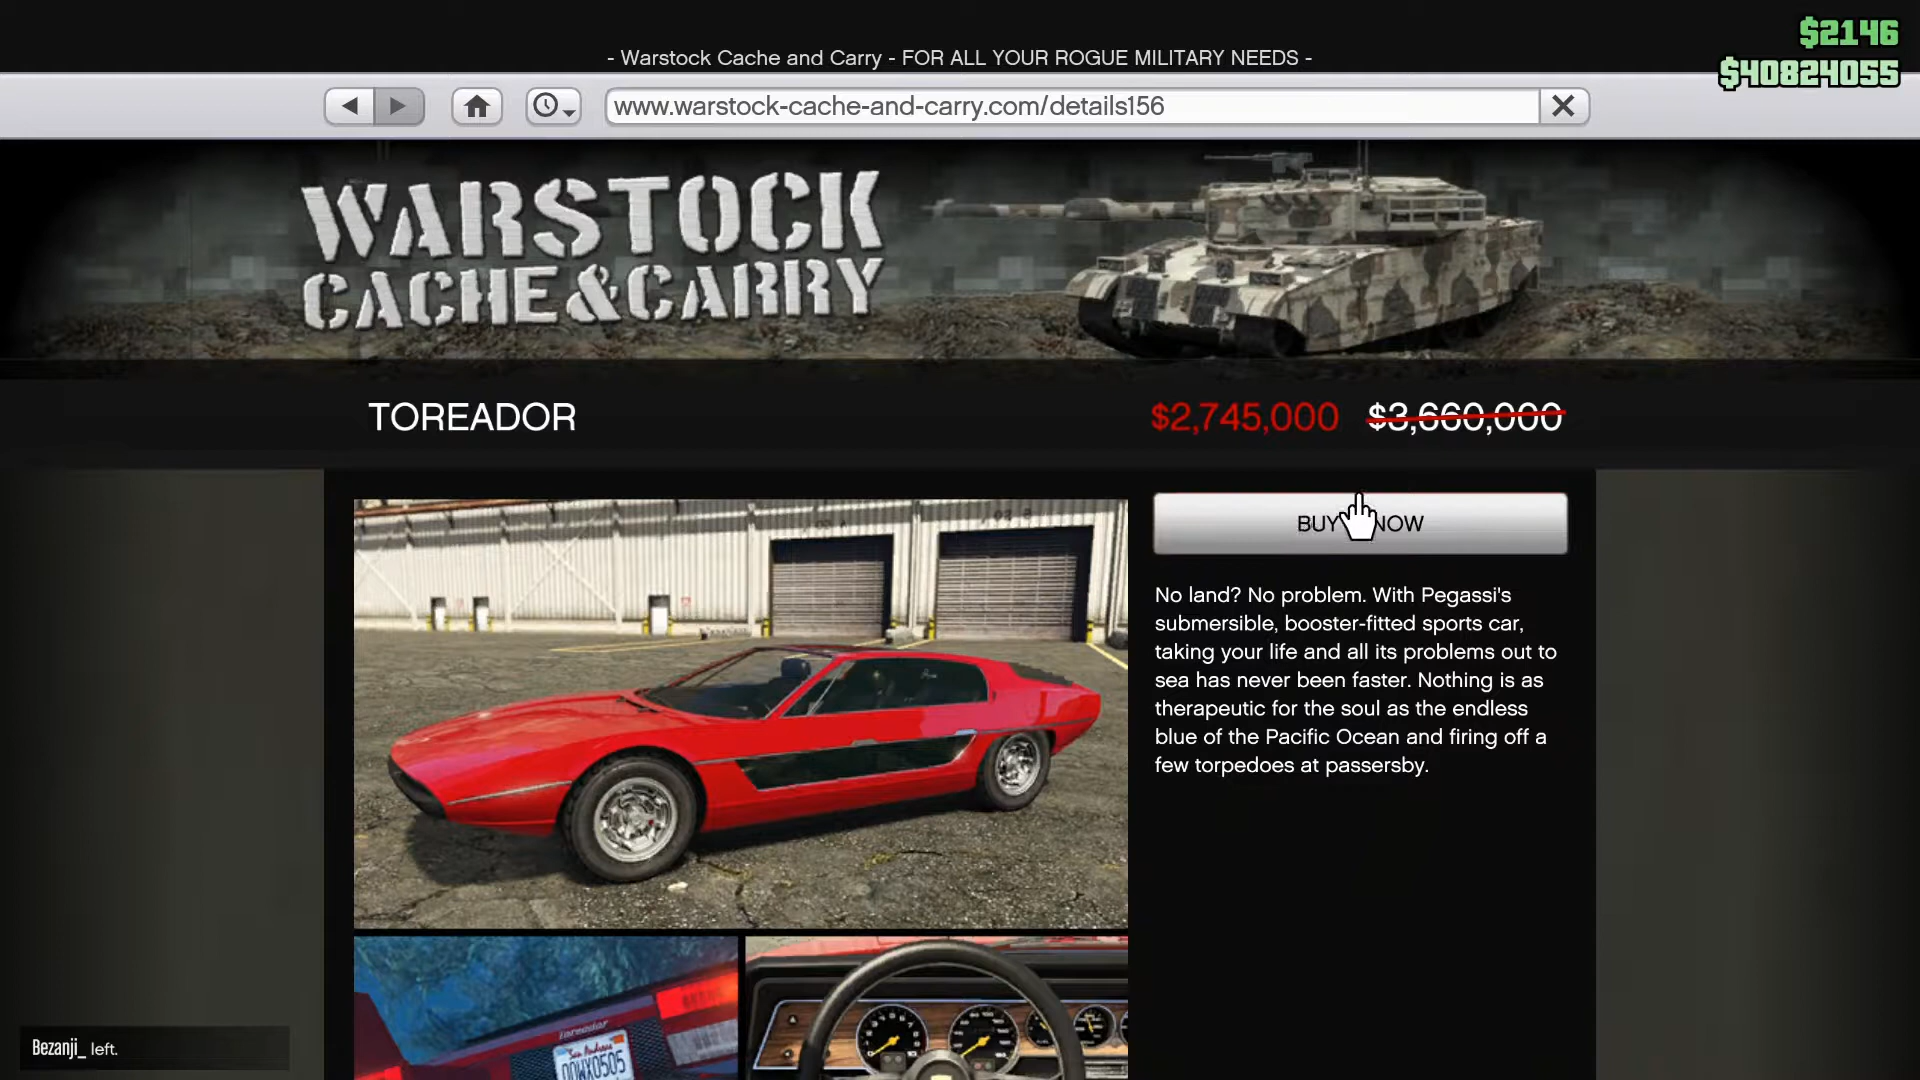 $2146
- Warstock Cache and Carry - FOR ALL YOUR ROGUE MILITARY NEEDS -
$40824055
www.warstock-cache-and-carry.com/details156
WARSTOCK
CACHE & CARRY
TOREADOR
$2,745,000 $3,660,000
BUY NOW
No land? No problem. With Pegassi's
submersible, booster-fitted sports car,
taking your life and all its problems out to
sea has never been faster. Nothing is as
therapeutic for the soul as the endless
blue of the Pacific Ocean and firing off a
few torpedoes at passersby.
Toreador
San Andreas
Bezanji_ left.